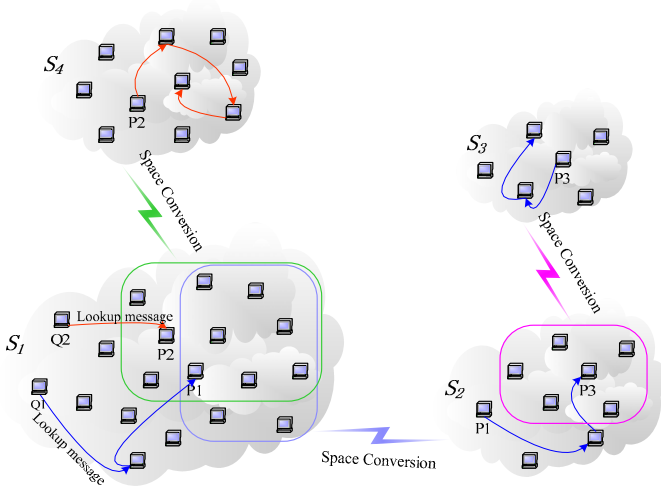 S4
P2
Space Conversion
S3
P3
Space Conversion
S1
Q2
Lookup message
P2
P1
Q1
Lookup message
Space Conversion
S2
P1
P3